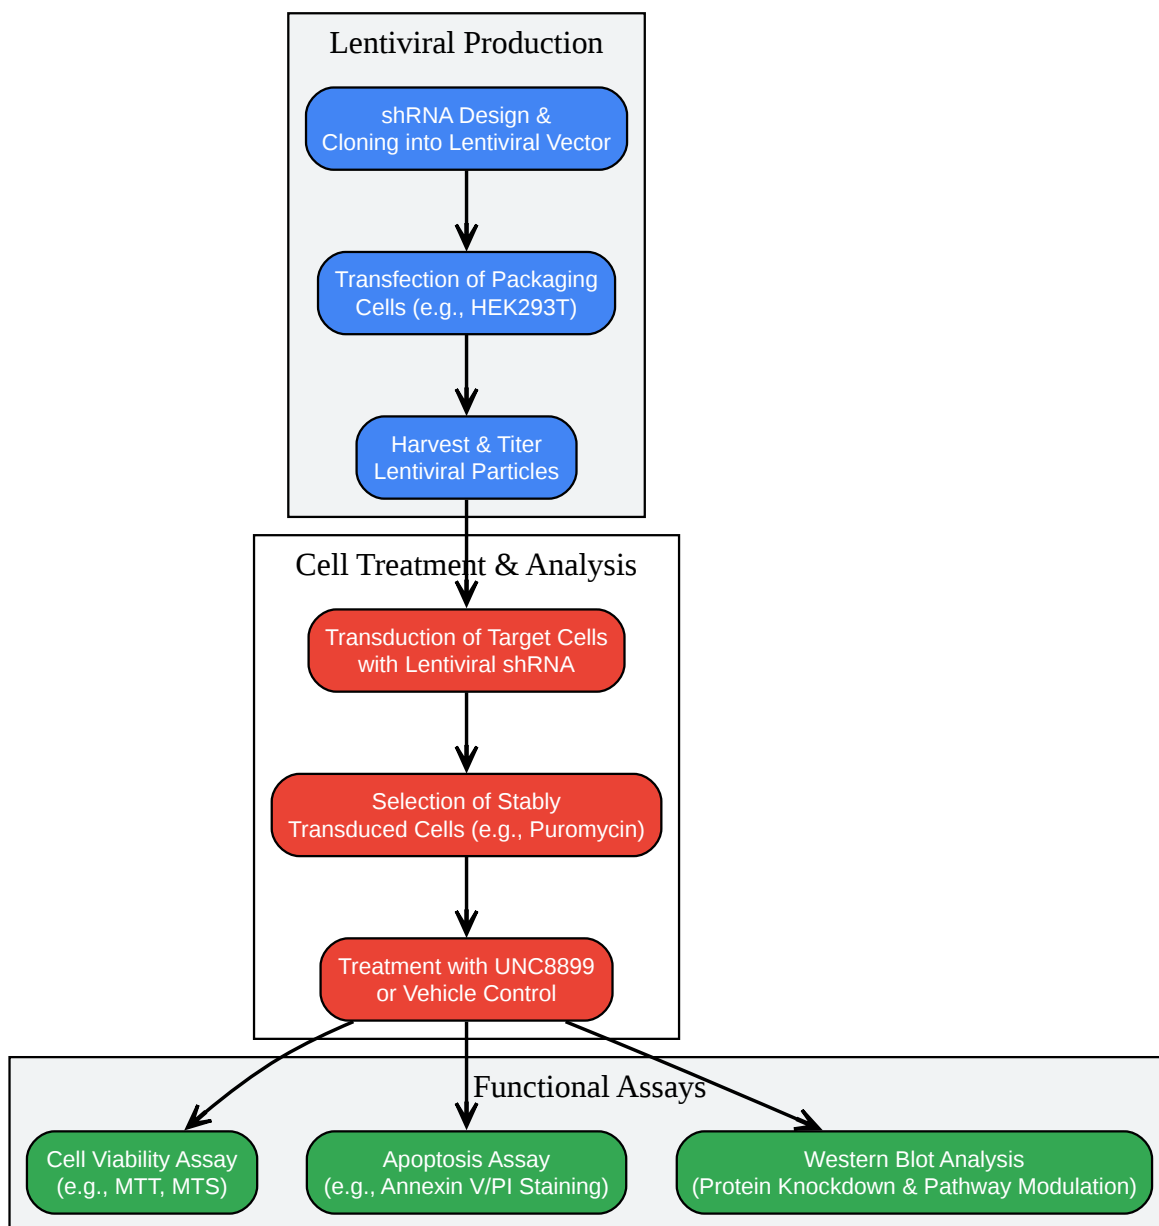 Lentiviral Production
shRNA Design &
Cloning into Lentiviral Vector
Transfection of Packaging
Cells (e.g., HEK293T)
Harvest & Titer
Lentiviral Particles
Cell Treatment & Analysis
Transduction of Target Cells
with Lentiviral shRNA
Selection of Stably
Transduced Cells (e.g., Puromycin)
Treatment with UNC8899
or Vehicle Control
Functional Assays
Cell Viability Assay
(e.g., MTT, MTS)
Apoptosis Assay
(e.g., Annexin V/PI Staining)
Western Blot Analysis
(Protein Knockdown & Pathway Modulation)